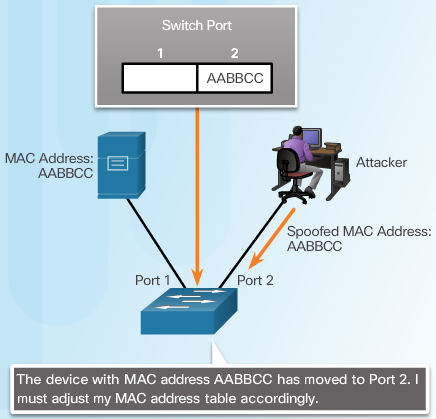 Switch Port
1 2
AABBCC
MAC Address:
AABBCC
Attacker
Spoofed MAC Address:
AABBCC
Port 1
Port 2
The device with MAC address AABBCC has moved to Port 2. I
must adjust my MAC address table accordingly.